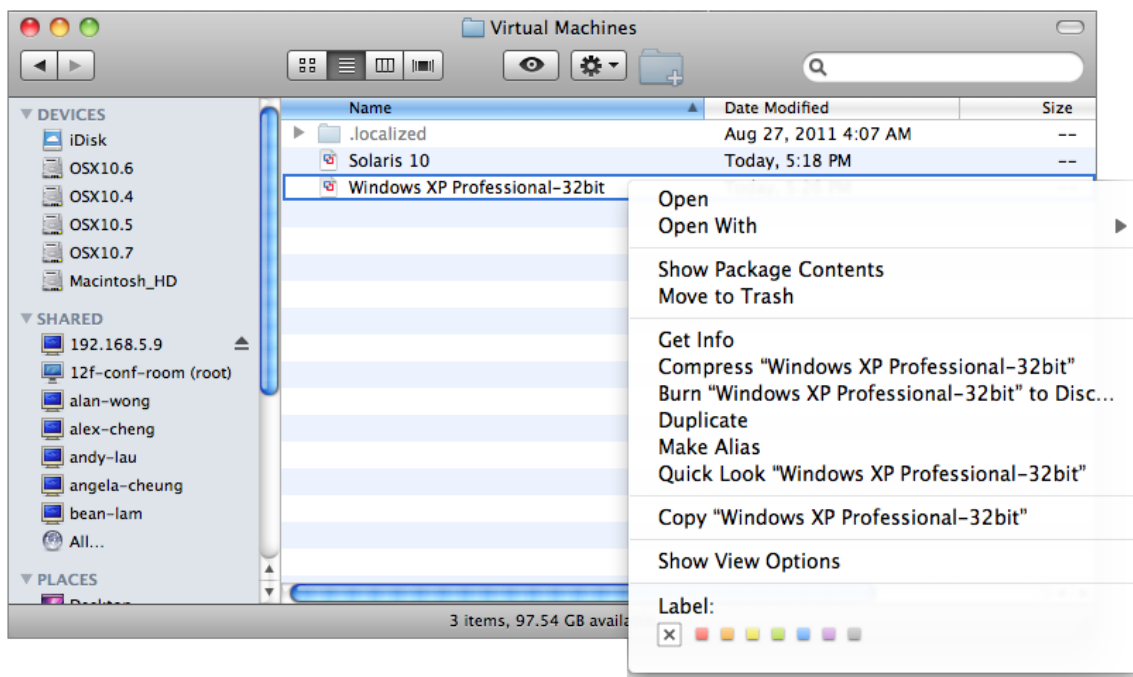 Virtual Machines
DEVICES
iDisk
OSX10.6
OSX10.4
OSX10.5
OSX10.7
Macintosh_HD
SHARED
192.168.5.9
12f-conf-room (root)
alan-wong
alex-cheng
andy-lau
angela-cheung
bean-lam
All...
PLACES
Desktop
Name Date Modified Size
.localized Aug 27, 2011 4:07 AM --
Solaris 10 Today, 5:18 PM --
Windows XP Professional-32bit
3 items, 97.54 GB availa
Open
Open With
Show Package Contents
Move to Trash
Get Info
Compress “Windows XP Professional-32bit”
Burn “Windows XP Professional-32bit” to Disc...
Duplicate
Make Alias
Quick Look “Windows XP Professional-32bit”
Copy “Windows XP Professional-32bit”
Show View Options
Label: